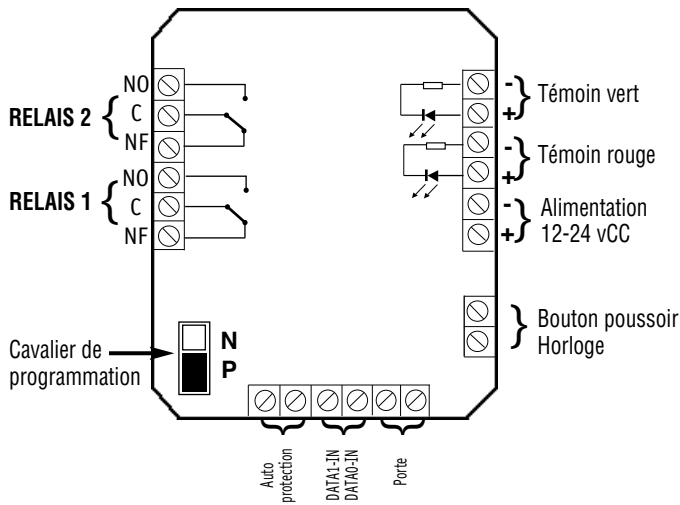 NO
RELAIS 2 { C
NF
NO
RELAIS 1 { C
NF
- } Témoin vert
+
- } Témoin rouge
+
- } Alimentation
+ 12-24 vCC
} Bouton poussoir
Horloge
Cavalier de
programmation
N
P
Auto
protection
DATA1-IN
DATA0-IN
Porte